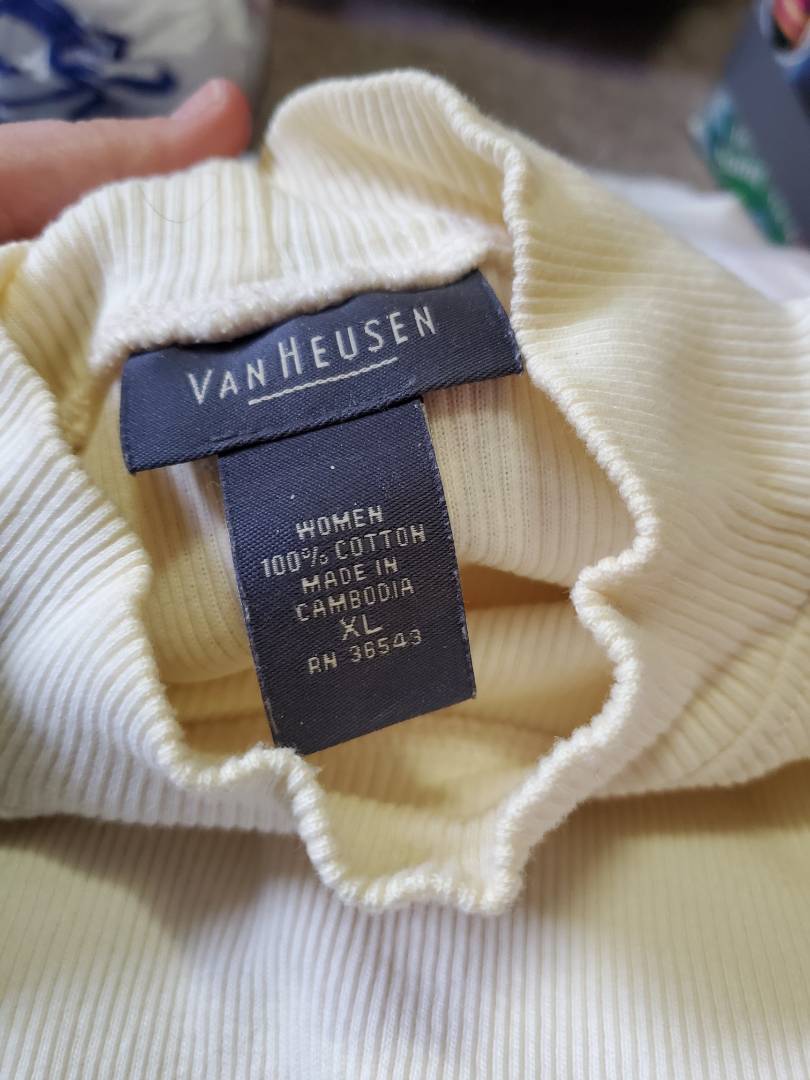 VAN HEUSEN
WOMEN
100% COTTON
MADE IN
CAMBODIA
XL
RN 36543